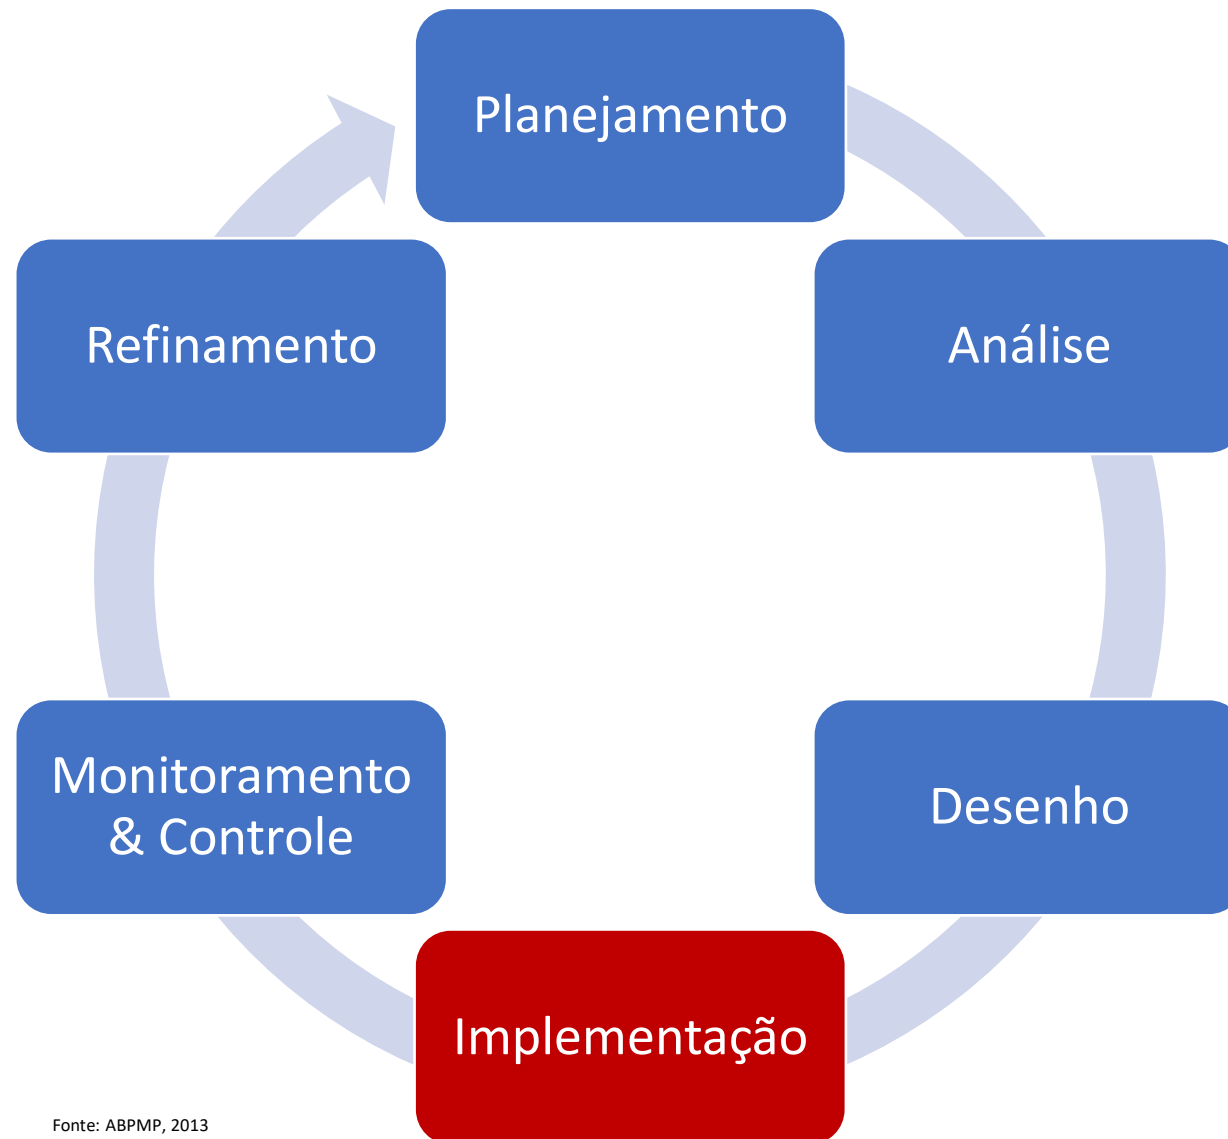 Planejamento
Análise
Desenho
Implementação
Monitoramento
& Controle
Refinamento
Fonte: ABPMP, 2013